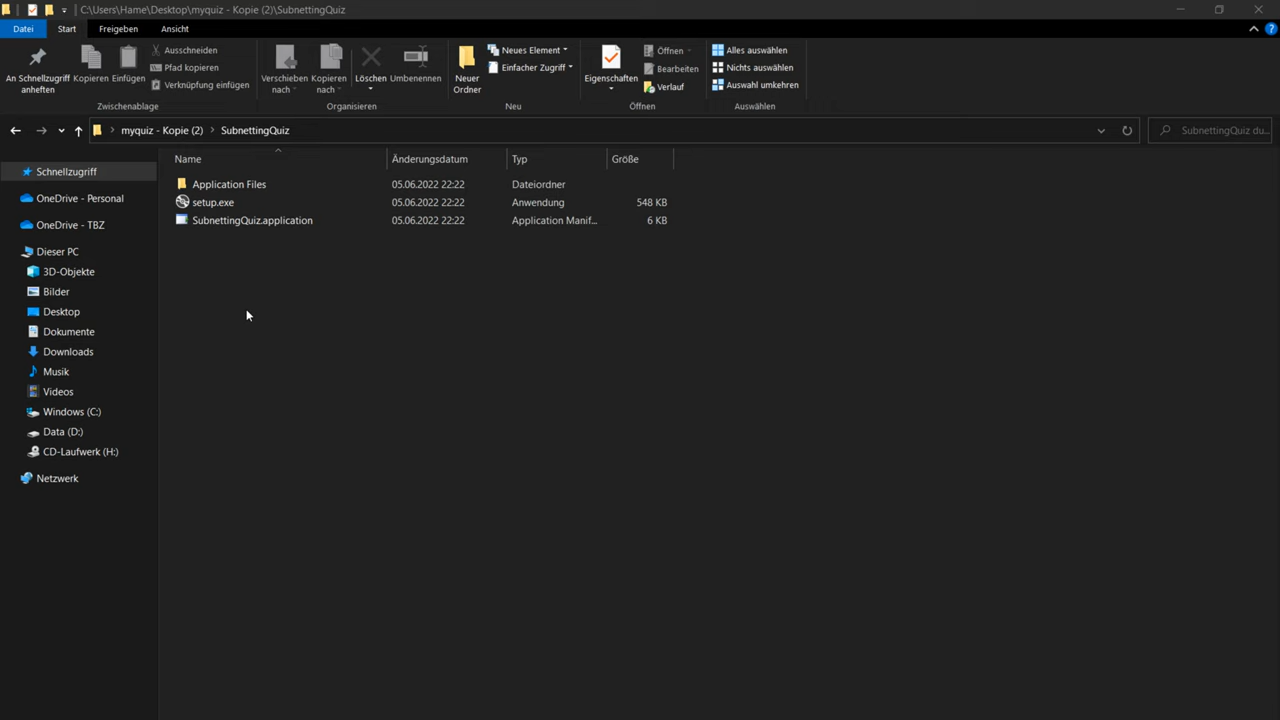 C:\Users\Hame\Desktop\myquiz - Kopie (2)\SubnettingQuiz
Datei Start Freigeben Ansicht
An Schnellzugriff anheften
Kopieren
Einfügen
Ausschneiden
Pfad kopieren
Verknüpfung einfügen
Zwischenablage
Verschieben nach
Kopieren nach
Löschen
Umbenennen
Organisieren
Neuer Ordner
Neues Element
Einfacher Zugriff
Neu
Eigenschaften
Öffnen
Bearbeiten
Verlauf
Öffnen
Alles auswählen
Nichts auswählen
Auswahl umkehren
Auswählen
myquiz - Kopie (2) SubnettingQuiz
SubnettingQuiz du...
Name Änderungsdatum Typ Größe
Application Files 05.06.2022 22:22 Dateiordner
setup.exe 05.06.2022 22:22 Anwendung 548 KB
SubnettingQuiz.application 05.06.2022 22:22 Application Manif... 6 KB
Schnellzugriff
OneDrive - Personal
OneDrive - TBZ
Dieser PC
3D-Objekte
Bilder
Desktop
Dokumente
Downloads
Musik
Videos
Windows (C:)
Data (D:)
CD-Laufwerk (H:)
Netzwerk